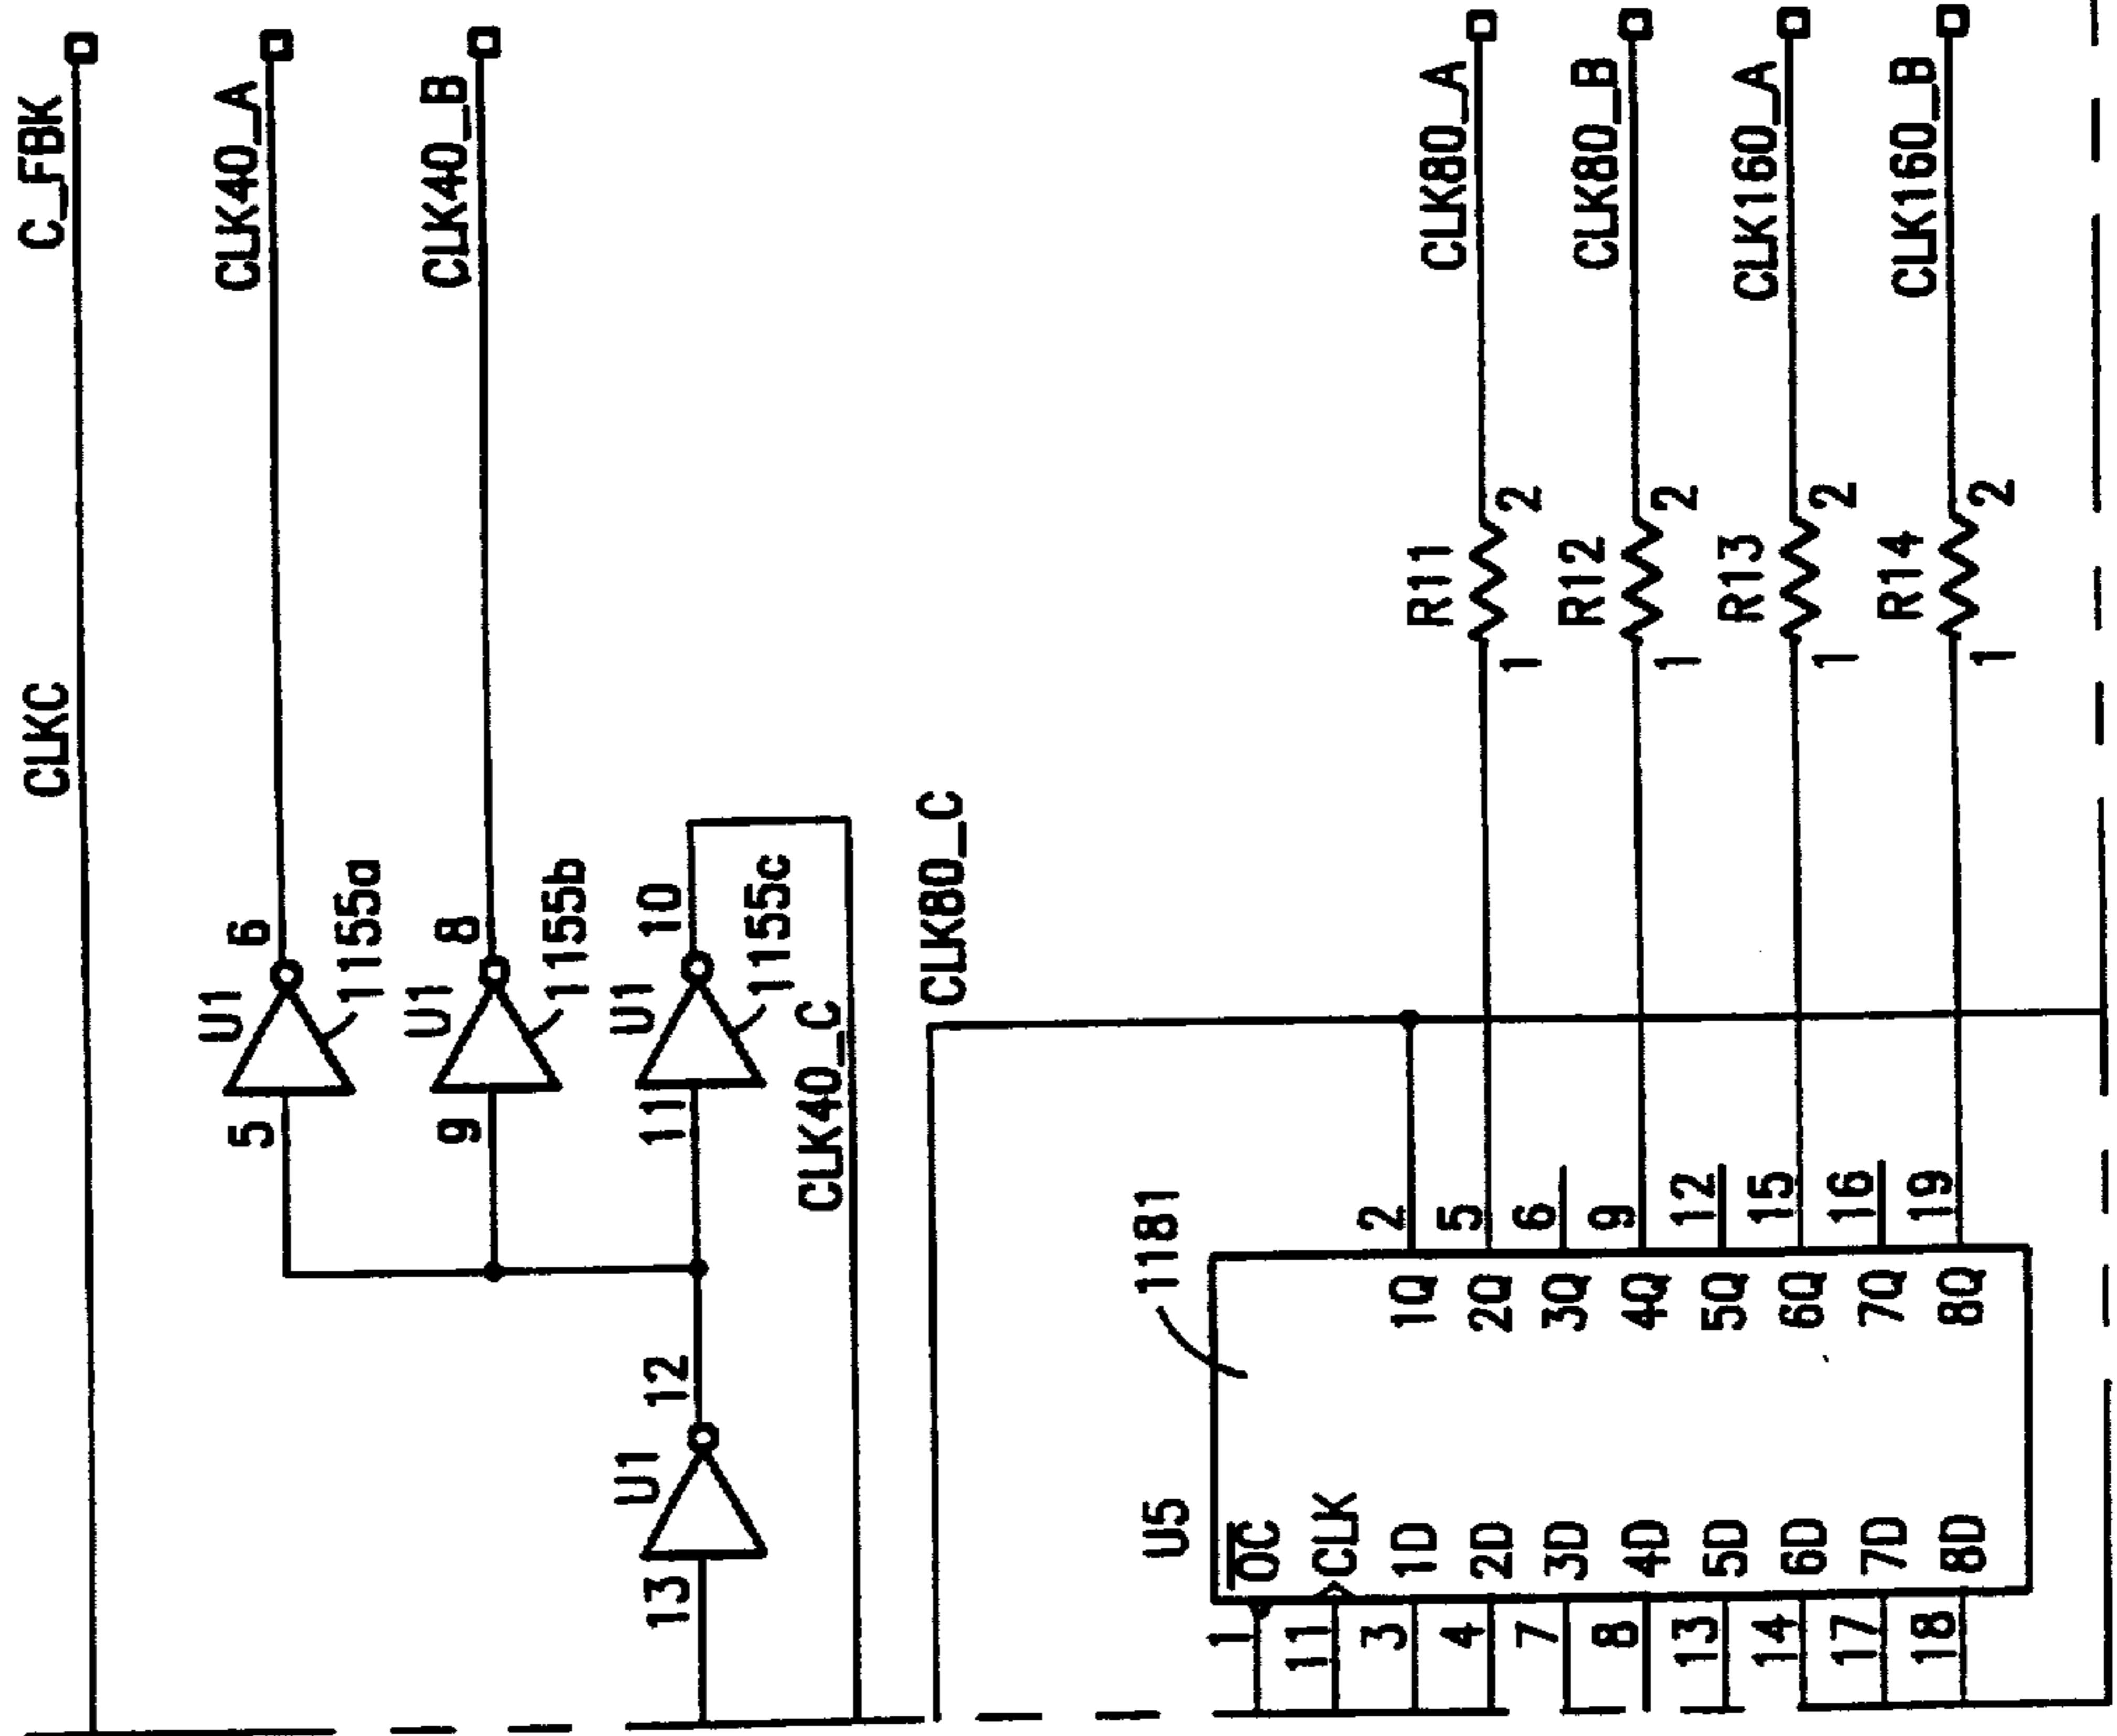 CLKC
C_FBK
U1
5
6
1155a
CLK40_A
U1
9
8
1155b
CLK40_B
U1
13
12
U1
11
10
1155c
CLK40_C
CLK80_C
U5
1181
1
OC
11
CLK
3
1D
1Q
2
4
2D
2Q
5
R11
1
2
CLK80_A
7
3D
3Q
6
8
4D
4Q
9
R12
1
2
CLK80_B
13
5D
5Q
12
14
6D
6Q
15
R13
1
2
CLK160_A
17
7D
7Q
16
18
8D
8Q
19
R14
1
2
CLK160_B